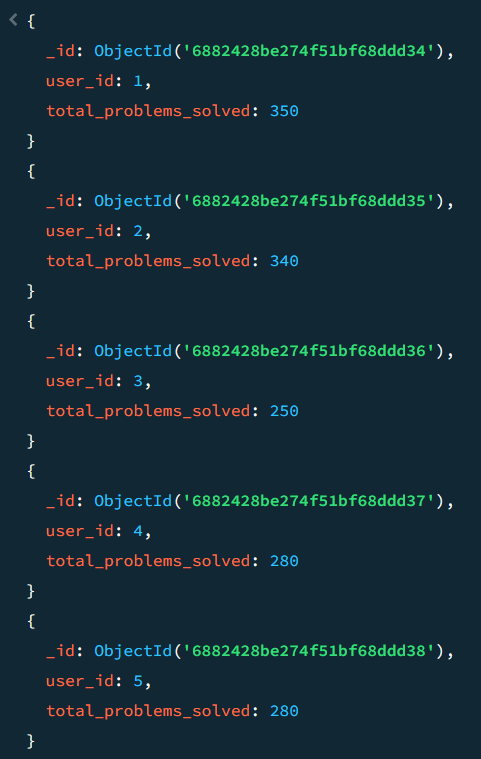 {
_id: ObjectId('6882428be274f51bf68ddd34'),
user_id: 1,
total_problems_solved: 350
}
{
_id: ObjectId('6882428be274f51bf68ddd35'),
user_id: 2,
total_problems_solved: 340
}
{
_id: ObjectId('6882428be274f51bf68ddd36'),
user_id: 3,
total_problems_solved: 250
}
{
_id: ObjectId('6882428be274f51bf68ddd37'),
user_id: 4,
total_problems_solved: 280
}
{
_id: ObjectId('6882428be274f51bf68ddd38'),
user_id: 5,
total_problems_solved: 280
}